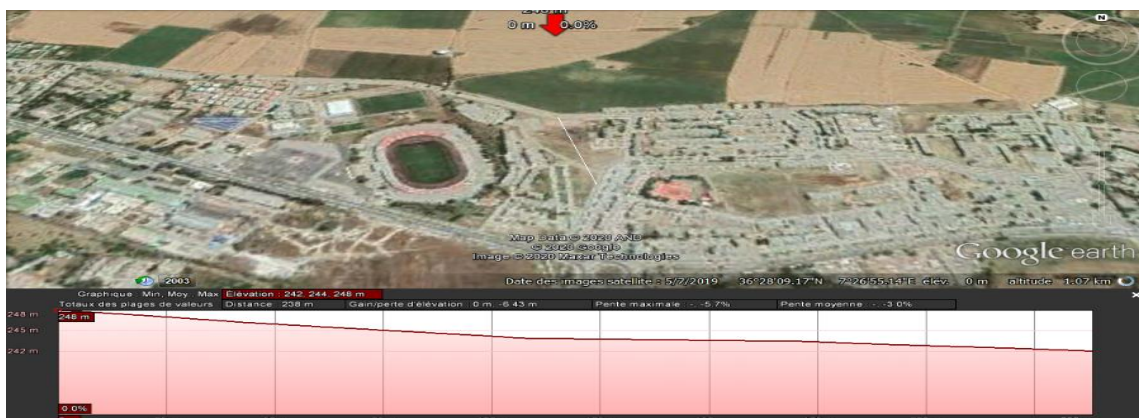 248 m
0 m 0.0%
N
Map Data © 2020 AND
© 2020 Google
Image © 2020 Maxar Technologies
Google earth
2003
Date des images satellite : 5/7/2019 36°28'09.17"N 7°26'55.14"E élév. 0 m altitude 1.07 km
Graphique Min, Moy, Max Elévation : 242, 244, 248 m
Totaux des plages de valeurs Distance: 238 m Gain/perte d'élévation : 0 m, -6.43 m Pente maximale : -, -5.7% Pente moyenne : -, -3.0%
248 m
248 m
245 m
242 m
0.0%